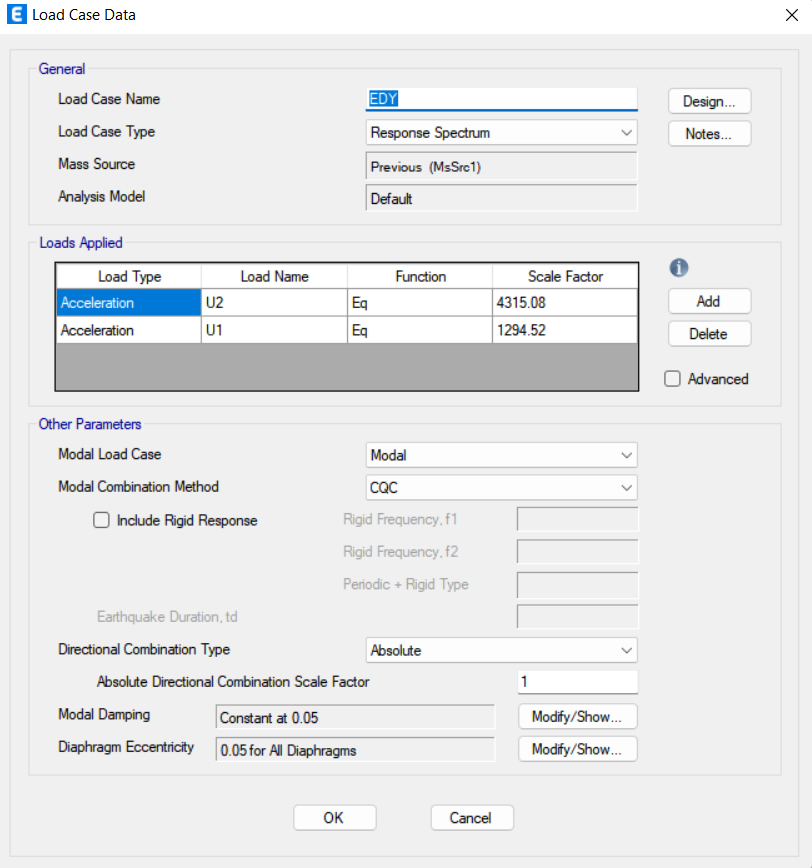 E Load Case Data
General
Load Case Name EDY Design...
Load Case Type Response Spectrum Notes...
Mass Source Previous (MsSrc1)
Analysis Model Default
Loads Applied
Load Type Load Name Function Scale Factor
Acceleration U2 Eq 4315.08 Add
Acceleration U1 Eq 1294.52 Delete
Advanced
Other Parameters
Modal Load Case Modal
Modal Combination Method CQC
Include Rigid Response Rigid Frequency, f1
Rigid Frequency, f2
Periodic + Rigid Type
Earthquake Duration, td
Directional Combination Type Absolute
Absolute Directional Combination Scale Factor 1
Modal Damping Constant at 0.05 Modify/Show...
Diaphragm Eccentricity 0.05 for All Diaphragms Modify/Show...
OK Cancel